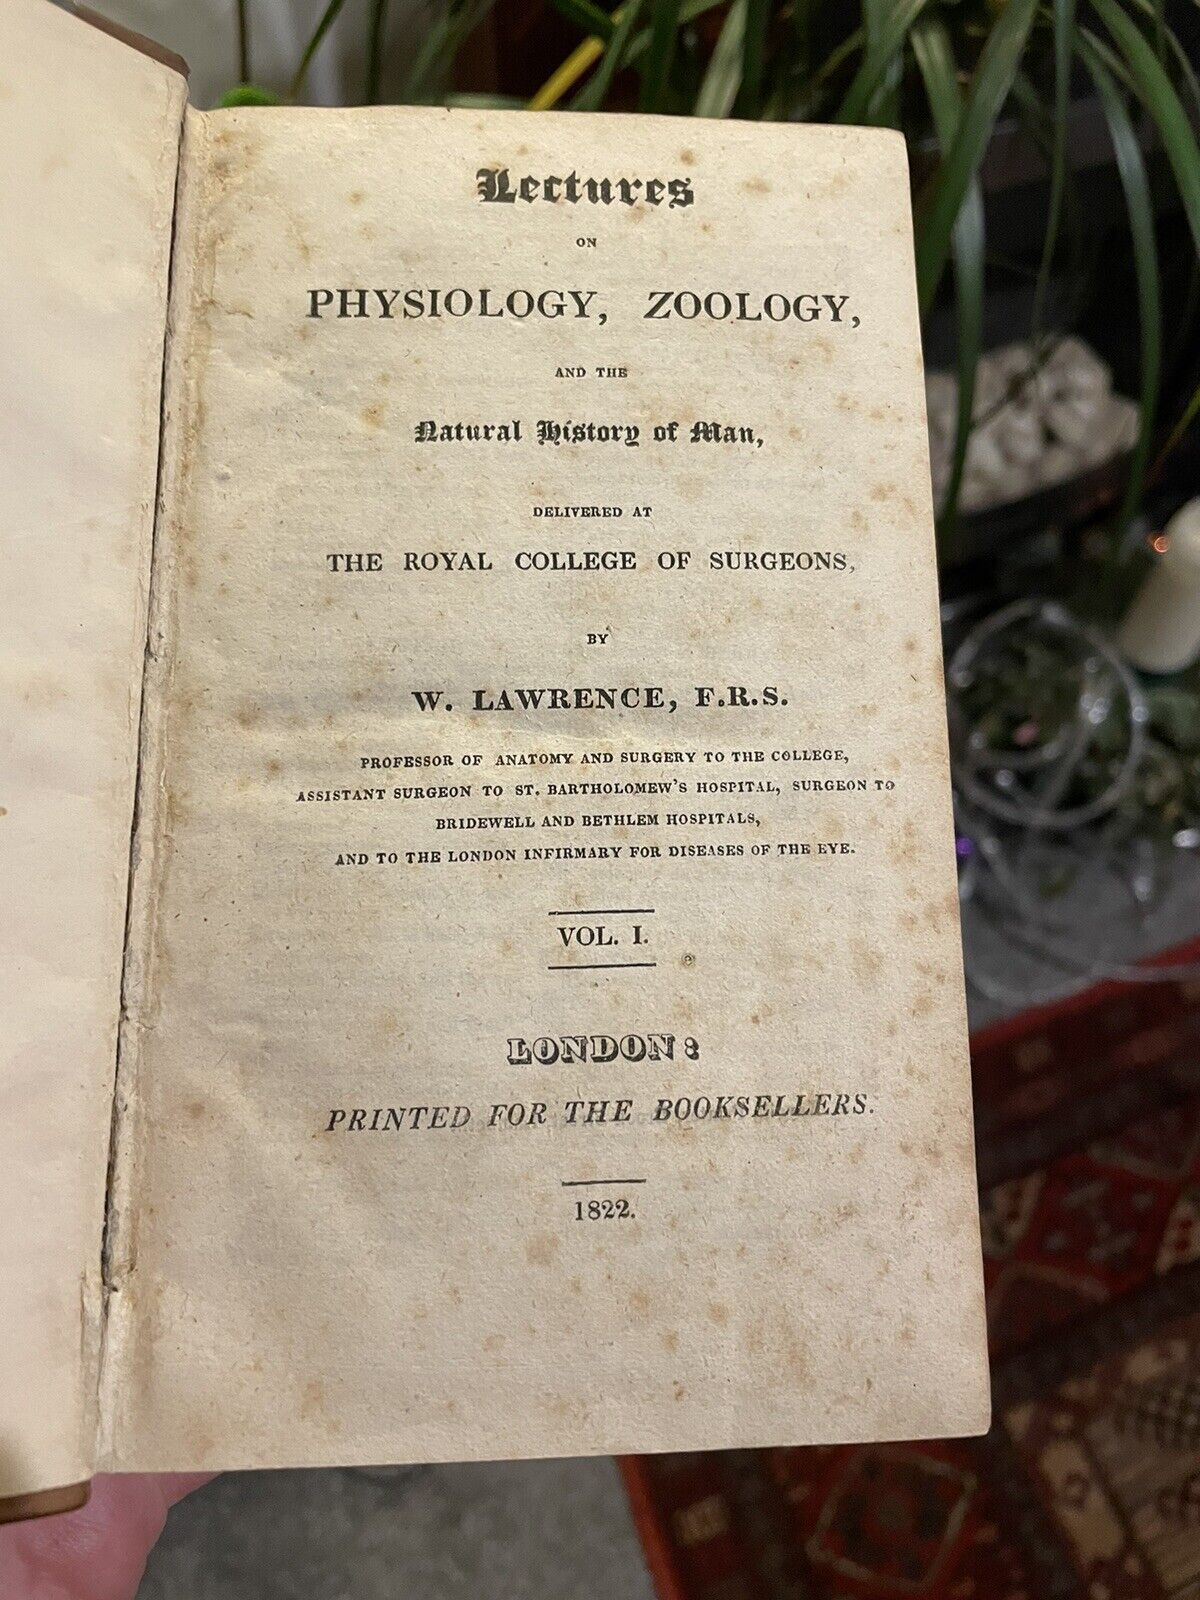 Lectures
ON
PHYSIOLOGY, ZOOLOGY,
AND THE
Natural History of Man,
DELIVERED AT
THE ROYAL COLLEGE OF SURGEONS,
BY
W. LAWRENCE, F.R.S.
PROFESSOR OF ANATOMY AND SURGERY TO THE COLLEGE,
ASSISTANT SURGEON TO ST. BARTHOLOMEW'S HOSPITAL, SURGEON TO
BRIDEWELL AND BETHLEM HOSPITALS,
AND TO THE LONDON INFIRMARY FOR DISEASES OF THE EYE.
VOL. I.
LONDON:
PRINTED FOR THE BOOKSELLERS.
1822.